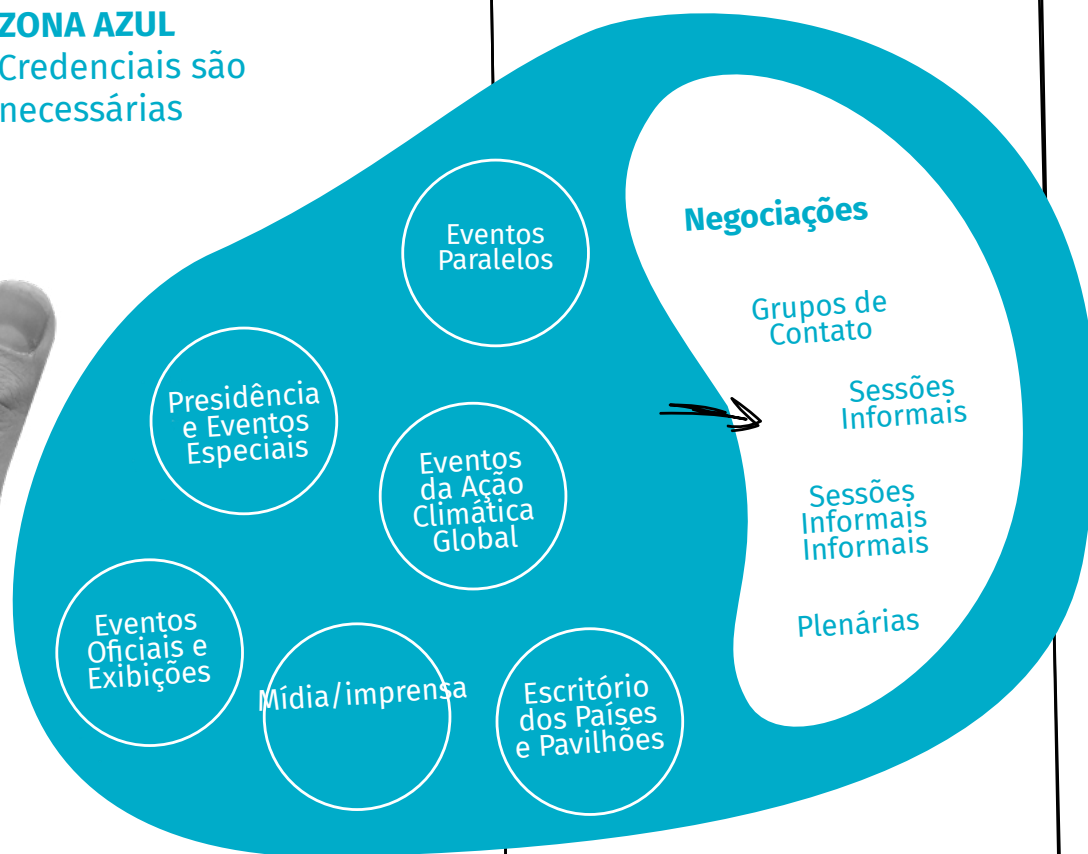 ZONA AZUL
Credenciais são
necessárias
Eventos
Paralelos
Presidência
e Eventos
Especiais
Eventos
da Ação
Climática
Global
Eventos
Oficiais e
Exibições
Mídia/imprensa
Escritório
dos Países
e Pavilhões
Negociações
Grupos de
Contato
Sessões
Informais
Sessões
Informais
Informais
Plenárias